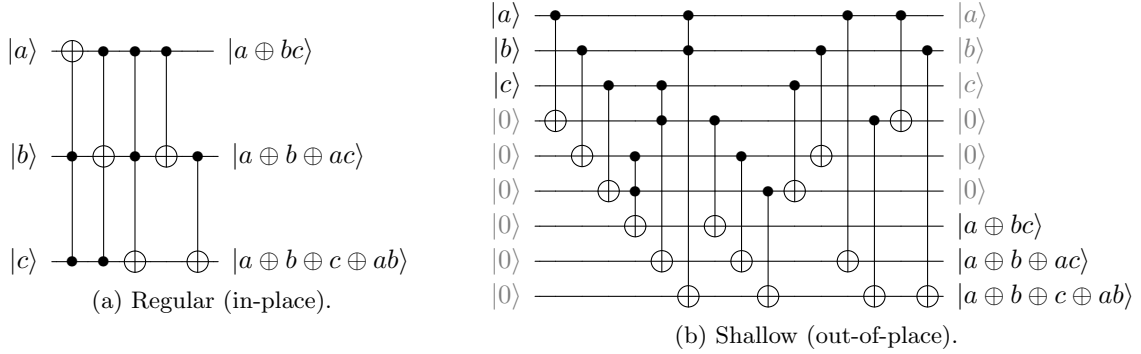 |a⟩ |a ⊕ bc⟩
|b⟩ |a ⊕ b ⊕ ac⟩
|c⟩ |a ⊕ b ⊕ c ⊕ ab⟩
(a) Regular (in-place).
|a⟩ |a⟩
|b⟩ |b⟩
|c⟩ |c⟩
|0⟩ |0⟩
|0⟩ |0⟩
|0⟩ |0⟩
|0⟩ |a ⊕ bc⟩
|0⟩ |a ⊕ b ⊕ ac⟩
|0⟩ |a ⊕ b ⊕ c ⊕ ab⟩
(b) Shallow (out-of-place).